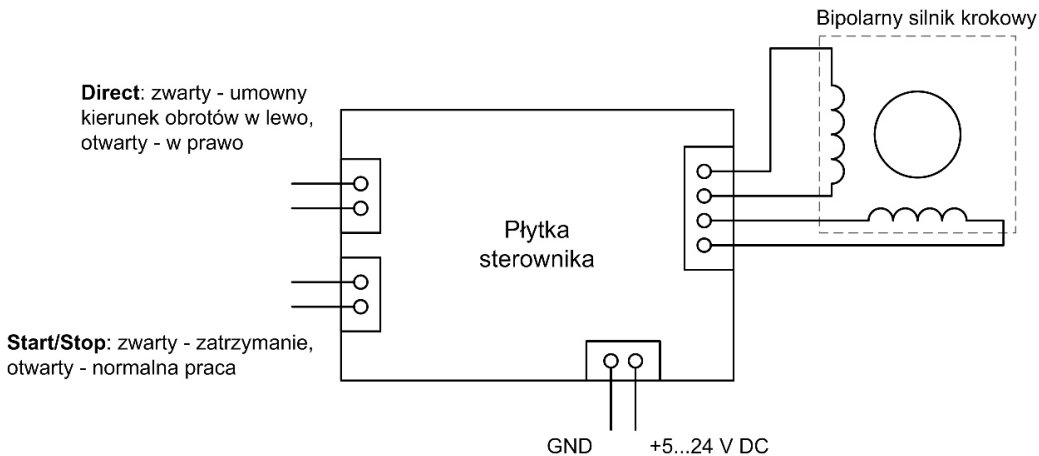 Bipolarny silnik krokowy
Direct: zwarty - umowny
kierunek obrotów w lewo,
otwarty - w prawo
Płytka
sterownika
Start/Stop: zwarty - zatrzymanie,
otwarty - normalna praca
GND
+5...24 V DC